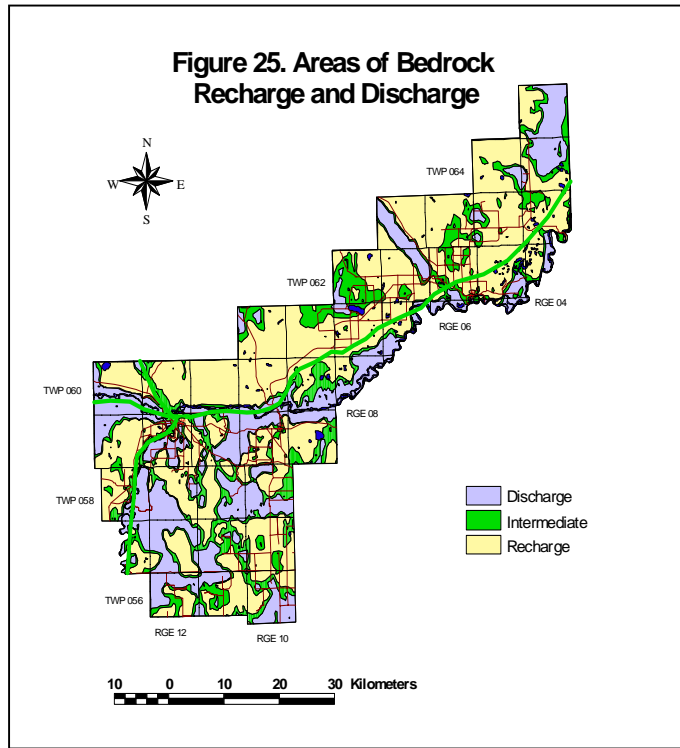 Figure 25. Areas of Bedrock
Recharge and Discharge
N
W E
S
TWP 064
TWP 062
RGE 04
RGE 06
TWP 060
RGE 08
TWP 058
Discharge
Intermediate
Recharge
TWP 056
RGE 12
RGE 10
10 0 10 20 30 Kilometers